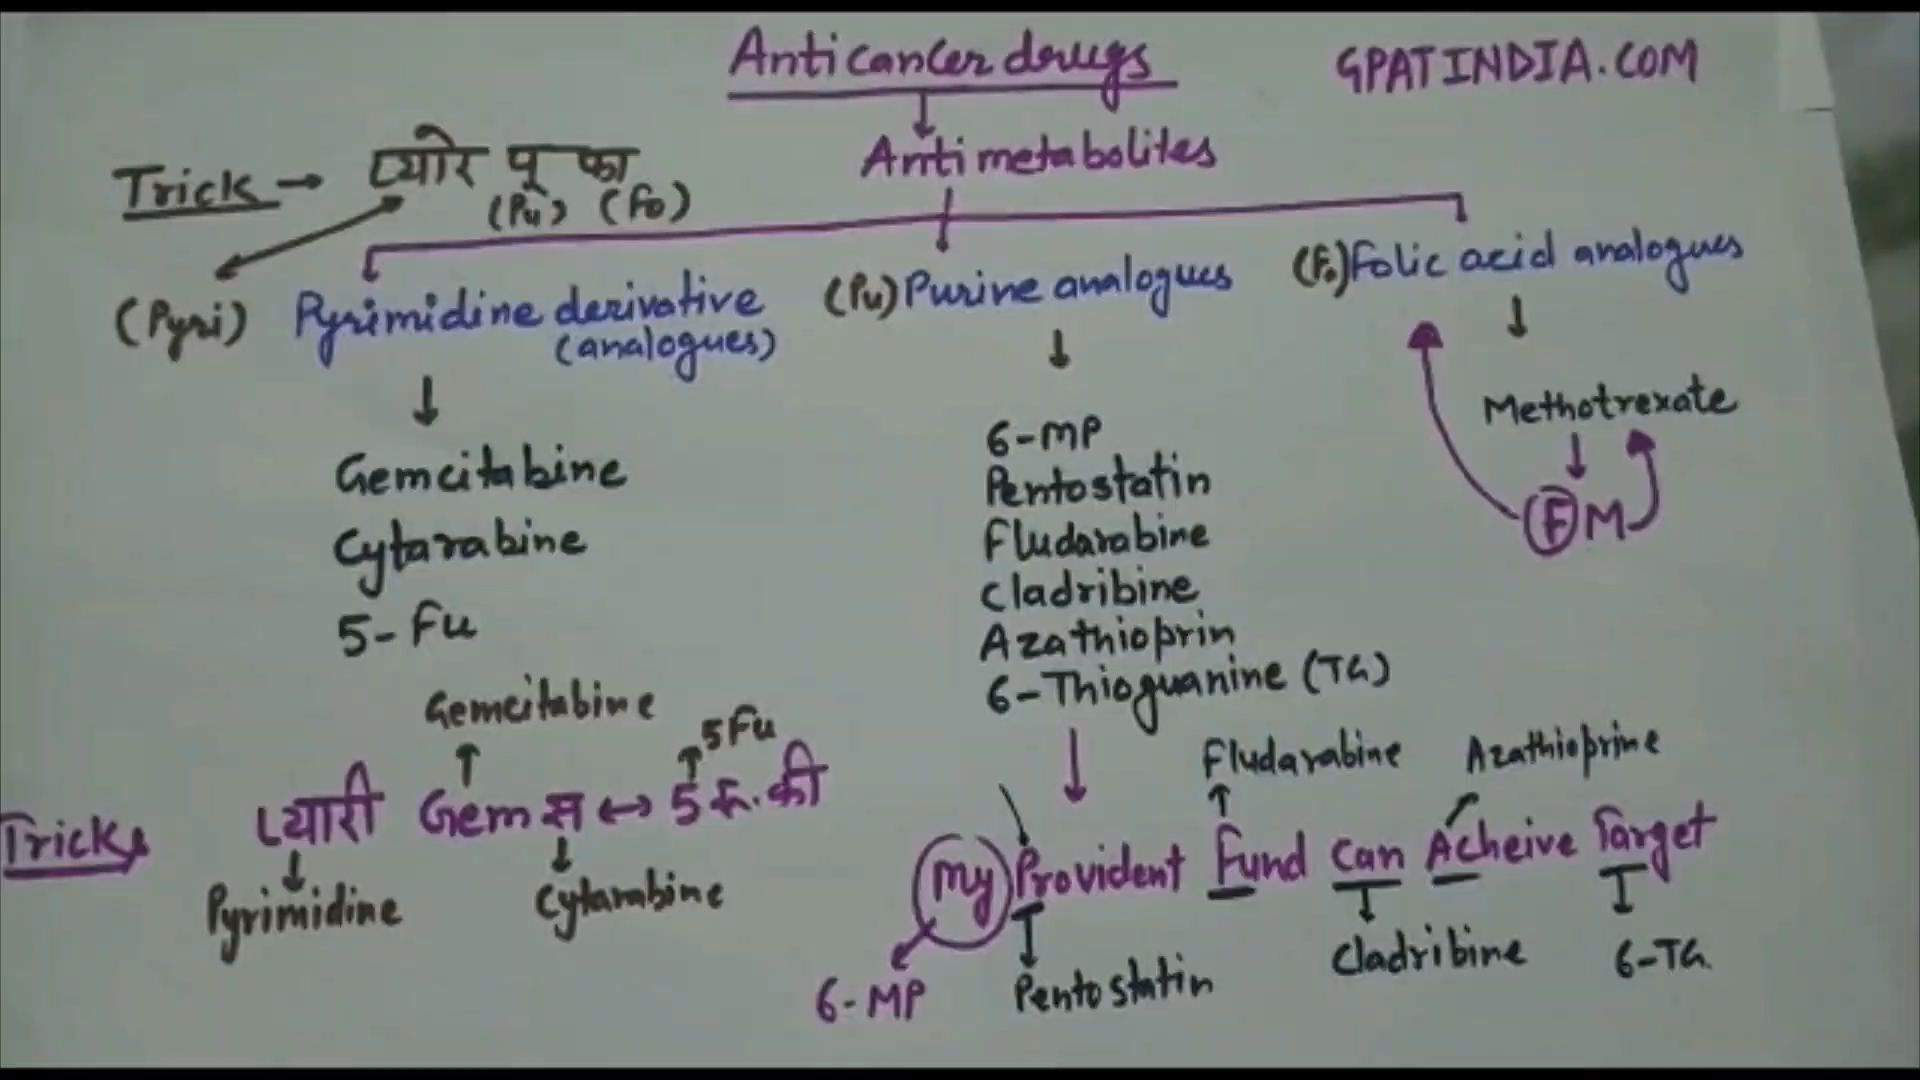 Anticancer drugs
GPATINDIA.COM
Antimetabolites
Trick → प्योर पू फा
(Pu) (Fo)
(Pyri) Pyrimidine derivative
(analogues)
(Pu) Purine analogues
(Fo) Folic acid analogues
Gemcitabine
Cytarabine
5-Fu
6-MP
Pentostatin
Fludarabine
Cladribine
Azathioprin
6-Thioguanine (TG)
Methotrexate
F M
Gemcitabine
5Fu
Tricks प्यारी Gem स ↔ 5 रु. की
Pyrimidine
Cytarabine
Fludarabine
Azathioprine
My Provident Fund Can Acheive Target
6-MP
Pentostatin
Cladribine
6-TG.